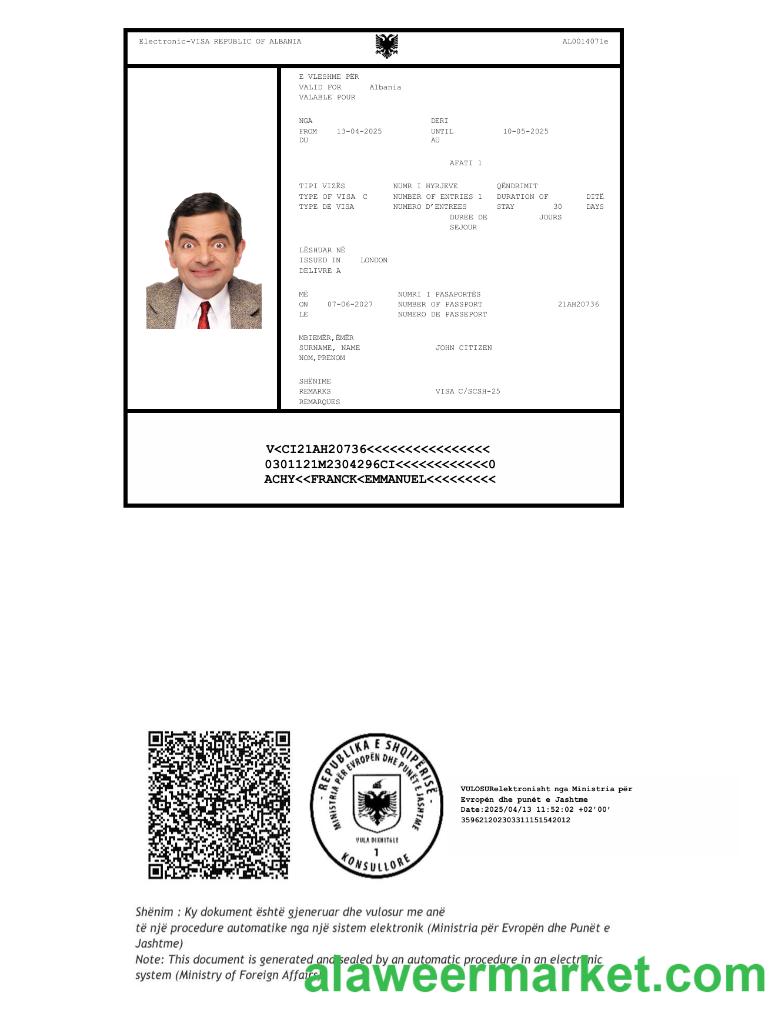 Electronic-VISA REPUBLIC OF ALBANIA AL0014071e
E VLESHME PËR
VALID FOR Albania
VALABLE POUR
NGA DERI
FROM 13-04-2025 UNTIL 10-05-2025
DU AU
AFATI 1
TIPI VIZËS NUMR I HYRJEVE QËNDRIMIT
TYPE OF VISA C NUMBER OF ENTRIES 1 DURATION OF DITË
TYPE DE VISA NUMERO D'ENTREES STAY 30 DAYS
DUREE DE JOURS
SEJOUR
LËSHUAR NË
ISSUED IN LONDON
DELIVRE A
ME NUMRI I PASAPORTËS
ON 07-06-2027 NUMBER OF PASSPORT 21AH20736
LE NUMERO DE PASSEPORT
MBIEMËR,ËMËR
SURNAME, NAME JOHN CITIZEN
NOM,PRENOM
SHËNIME
REMARKS VISA C/SCSH-25
REMARQUES
V<CI21AH20736<<<<<<<<<<<<<<<<
0301121M2304296CI<<<<<<<<<<<<0
ACHY<<FRANCK<EMMANUEL<<<<<<<<<
- REPUBLIKA E SHQIPËRISË -
MINISTRIA PËR EVROPËN DHE PUNËT E JASHTME
VULA DIXHITALE
1
KONSULLORE
VULOSURelektronisht nga Ministria për
Evropën dhe punët e Jashtme
Date:2025/04/13 11:52:02 +02'00'
359621202303311151542012
Shënim : Ky dokument është gjeneruar dhe vulosur me anë
të një procedure automatike nga një sistem elektronik (Ministria për Evropën dhe Punët e
Jashtme)
Note: This document is generated and sealed by an automatic procedure in an electronic
system (Ministry of Foreign Affairs)
alaweermarket.com